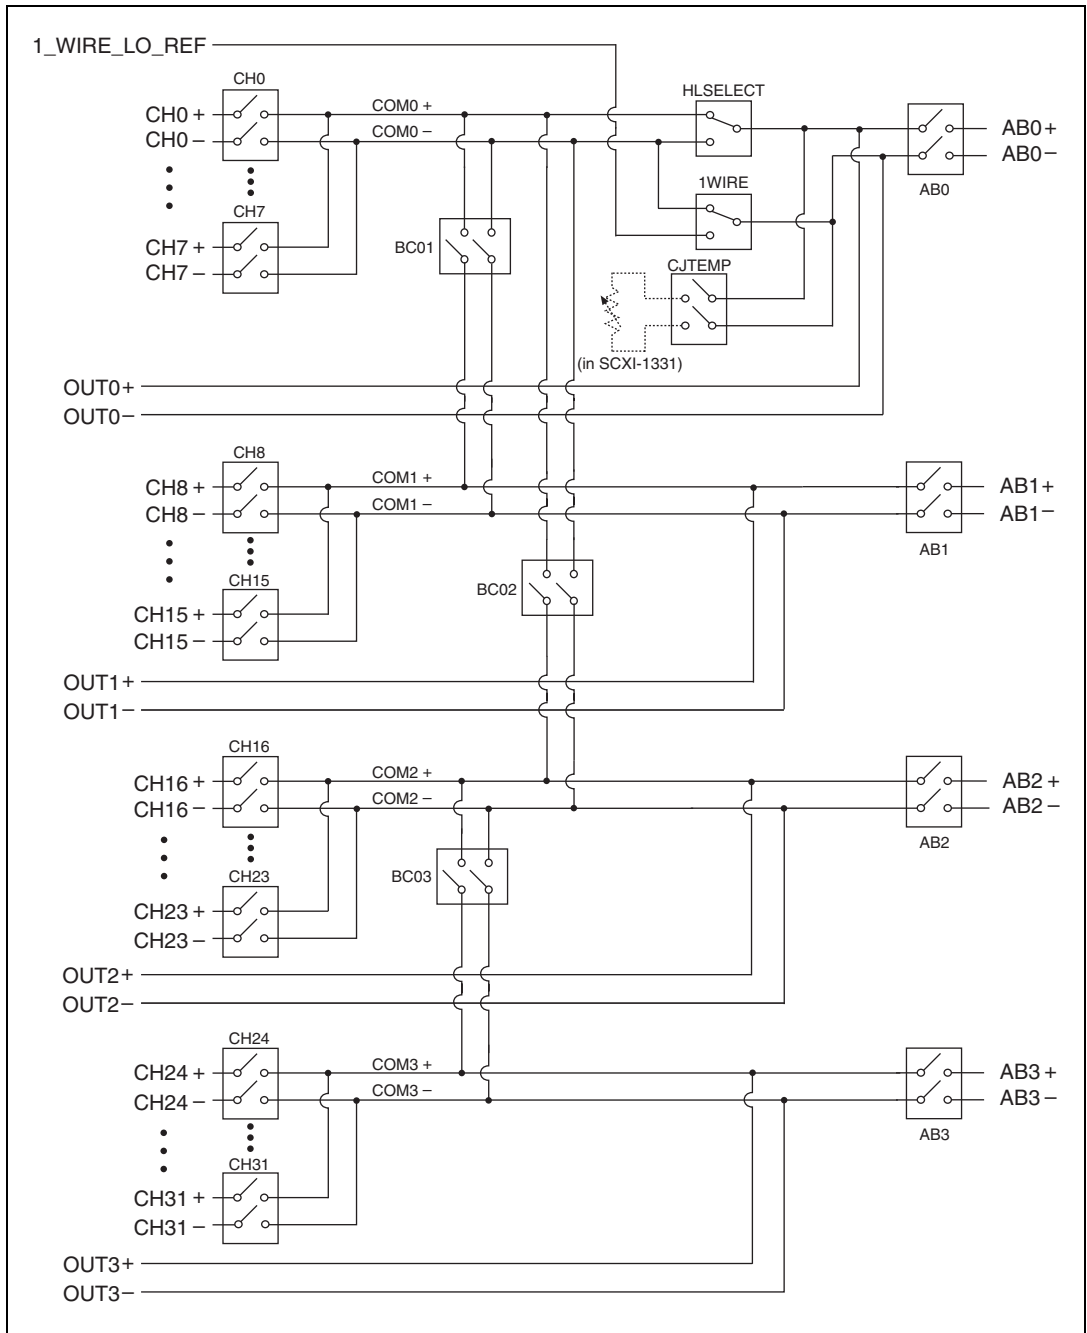 1_WIRE_LO_REF
CH0
HLSELECT
CH0 +
COM0 +
AB0+
CH0 −
COM0 −
AB0−
1WIRE
AB0
CH7
CH7 +
BC01
CH7 −
CJTEMP
(in SCXI-1331)
OUT0+
OUT0−
CH8
CH8 +
COM1 +
AB1+
CH8 −
COM1 −
AB1−
AB1
CH15
BC02
CH15 +
CH15 −
OUT1+
OUT1−
CH16
CH16 +
COM2 +
AB2 +
CH16 −
COM2 −
AB2 −
AB2
CH23
BC03
CH23 +
CH23 −
OUT2+
OUT2−
CH24
CH24 +
COM3 +
AB3 +
CH24 −
COM3 −
AB3 −
AB3
CH31
CH31 +
CH31 −
OUT3+
OUT3−